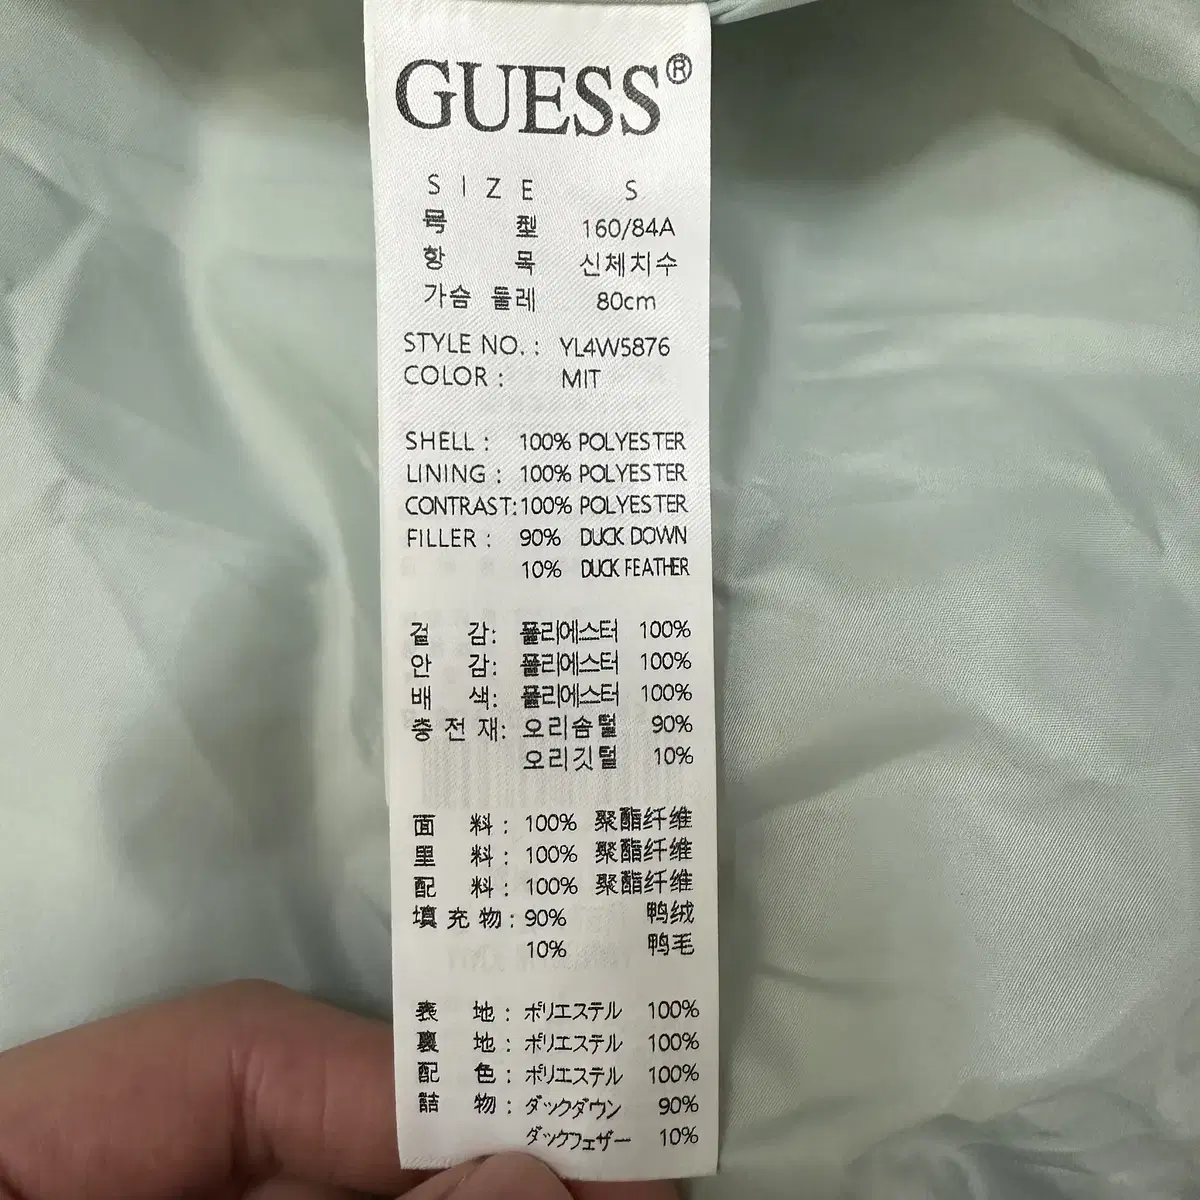 GUESS®
SIZE S
号 型 160/84A
항 목 신체치수
가슴 둘레 80cm
STYLE NO. : YL4W5876
COLOR : MIT
SHELL : 100% POLYESTER
LINING : 100% POLYESTER
CONTRAST: 100% POLYESTER
FILLER : 90% DUCK DOWN
10% DUCK FEATHER
겉 감: 폴리에스터 100%
안 감: 폴리에스터 100%
배 색: 폴리에스터 100%
충 전 재: 오리솜털 90%
오리깃털 10%
面 料 : 100% 聚酯纤维
里 料 : 100% 聚酯纤维
配 料 : 100% 聚酯纤维
填 充 物 : 90% 鸭绒
10% 鸭毛
表 地 : ポリエステル 100%
裏 地 : ポリエステル 100%
配 色 : ポリエステル 100%
詰 物 : ダックダウン 90%
ダックフェザー 10%